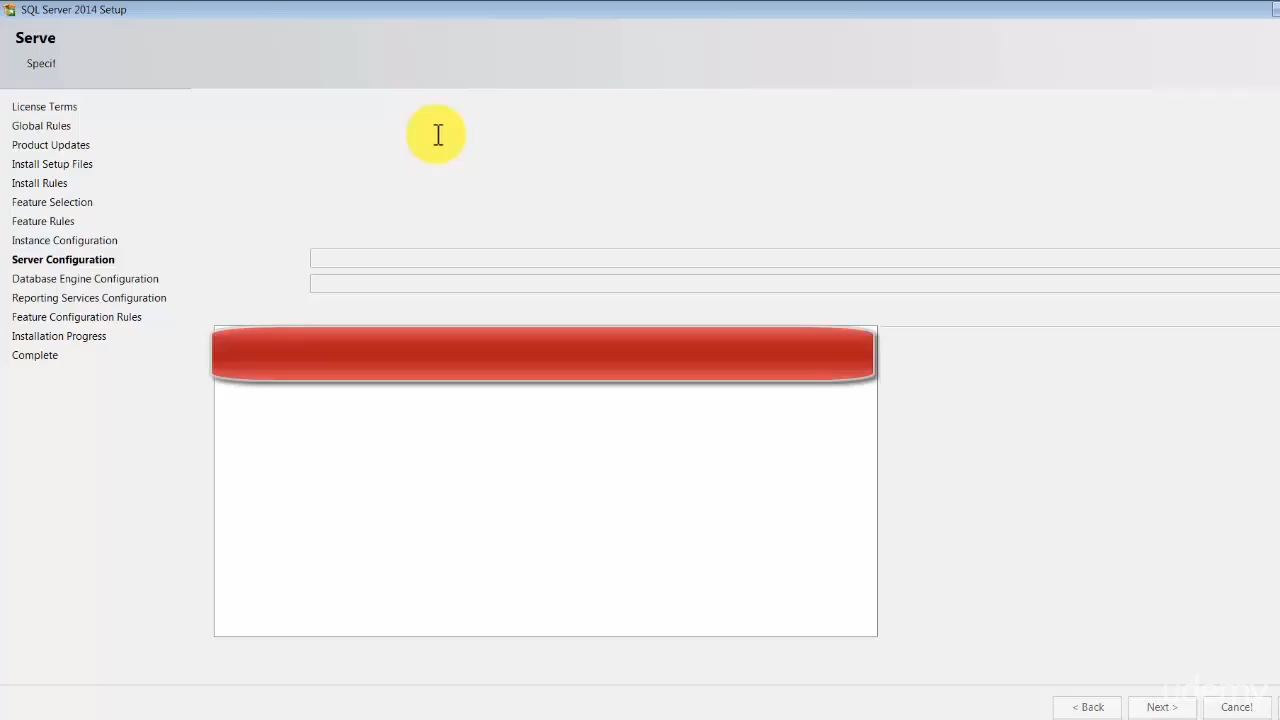 SQL Server 2014 Setup
Serve
Specif
License Terms
Global Rules
Product Updates
Install Setup Files
Install Rules
Feature Selection
Feature Rules
Instance Configuration
Server Configuration
Database Engine Configuration
Reporting Services Configuration
Feature Configuration Rules
Installation Progress
Complete
udemy
< Back Next > Cancel